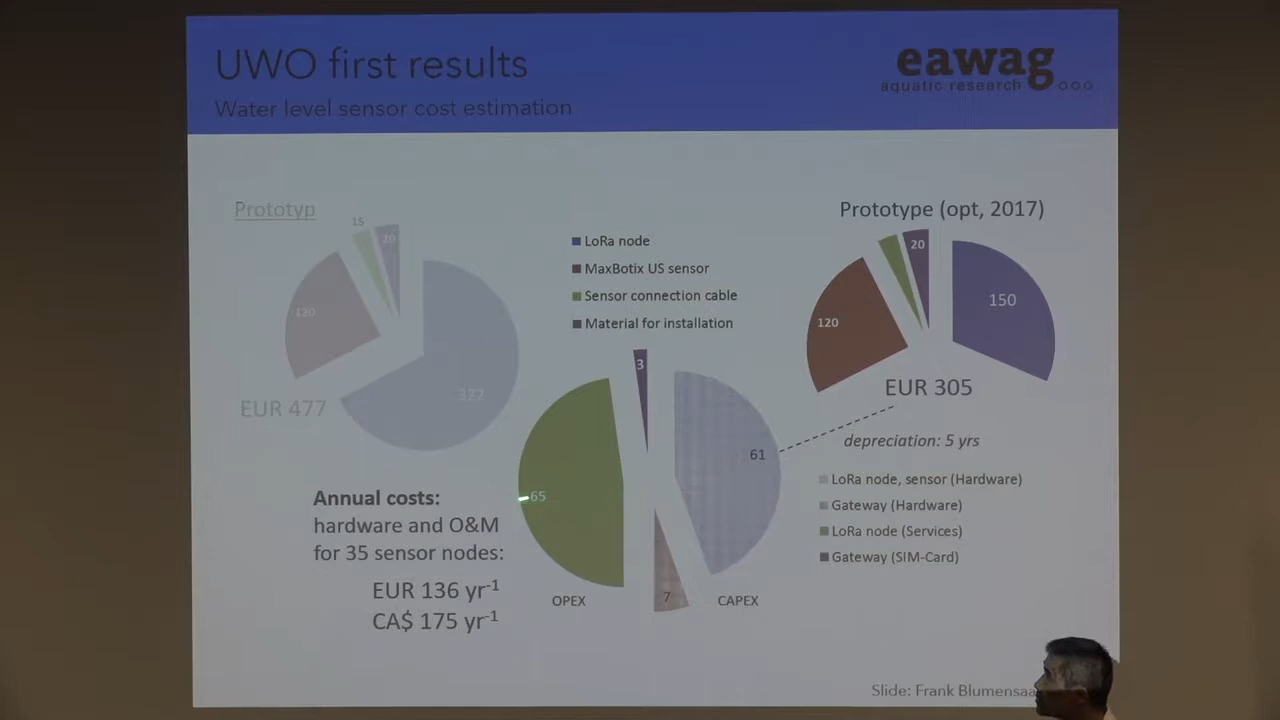 UWO first results
Water level sensor cost estimation
eawag
aquatic research ooo
Prototyp
15
20
120
327
EUR 477
LoRa node
MaxBotix US sensor
Sensor connection cable
Material for installation
Prototype (opt, 2017)
20
150
120
EUR 305
depreciation: 5 yrs
3
61
65
7
OPEX
CAPEX
LoRa node, sensor (Hardware)
Gateway (Hardware)
LoRa node (Services)
Gateway (SIM-Card)
Annual costs:
hardware and O&M
for 35 sensor nodes:
EUR 136 yr-1
CA$ 175 yr-1
Slide: Frank